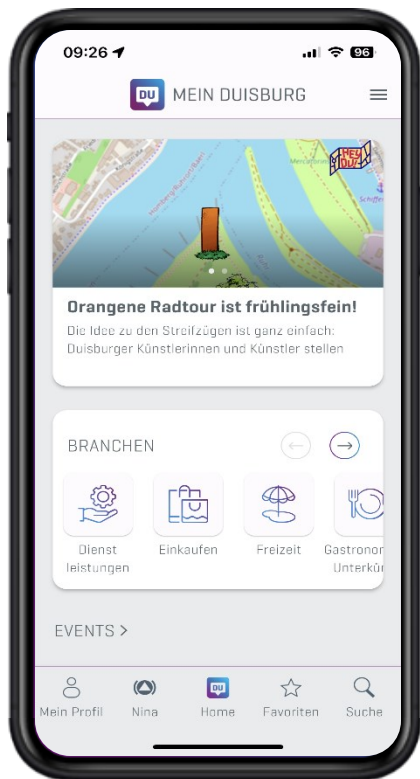 09:26
96
DU MEIN DUISBURG
HEY
DU!
Orangene Radtour ist frühlingsfein!
Die Idee zu den Streifzügen ist ganz einfach:
Duisburger Künstlerinnen und Künstler stellen
BRANCHEN
Dienst
leistungen
Einkaufen
Freizeit
Gastronom
Unterkün
EVENTS >
DU
Mein Profil
Nina
Home
Favoriten
Suche